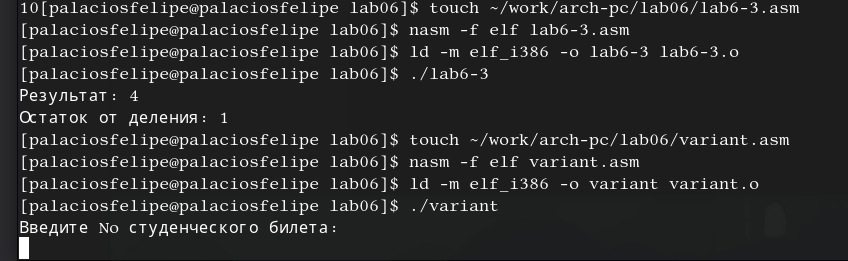 10[palaciosfelipe@palaciosfelipe lab06]$ touch ~/work/arch-pc/lab06/lab6-3.asm
[palaciosfelipe@palaciosfelipe lab06]$ nasm -f elf lab6-3.asm
[palaciosfelipe@palaciosfelipe lab06]$ ld -m elf_i386 -o lab6-3 lab6-3.o
[palaciosfelipe@palaciosfelipe lab06]$ ./lab6-3
Результат: 4
Остаток от деления: 1
[palaciosfelipe@palaciosfelipe lab06]$ touch ~/work/arch-pc/lab06/variant.asm
[palaciosfelipe@palaciosfelipe lab06]$ nasm -f elf variant.asm
[palaciosfelipe@palaciosfelipe lab06]$ ld -m elf_i386 -o variant variant.o
[palaciosfelipe@palaciosfelipe lab06]$ ./variant
Введите No студенческого билета: